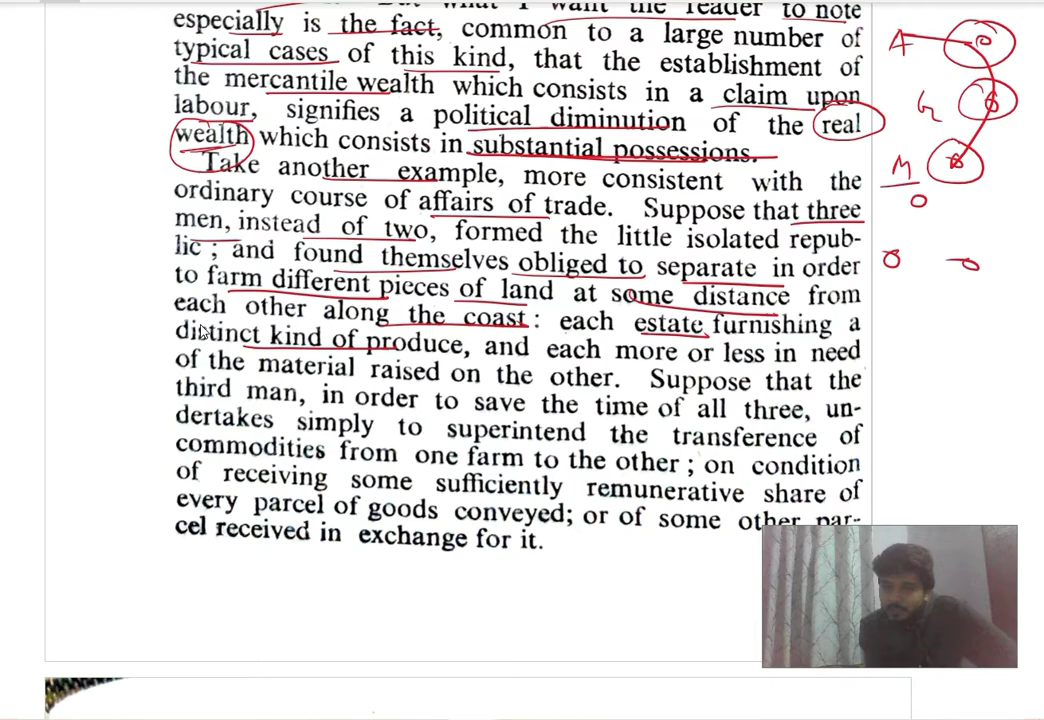 But what I want the reader to note
especially is the fact, common to a large number of
typical cases of this kind, that the establishment of
the mercantile wealth which consists in a claim upon
labour, signifies a political diminution of the real
wealth which consists in substantial possessions.
Take another example, more consistent with the
ordinary course of affairs of trade. Suppose that three
men, instead of two, formed the little isolated repub-
lic ; and found themselves obliged to separate in order
to farm different pieces of land at some distance from
each other along the coast : each estate furnishing a
distinct kind of produce, and each more or less in need
of the material raised on the other. Suppose that the
third man, in order to save the time of all three, un-
dertakes simply to superintend the transference of
commodities from one farm to the other ; on condition
of receiving some sufficiently remunerative share of
every parcel of goods conveyed; or of some other par-
cel received in exchange for it.
A
M